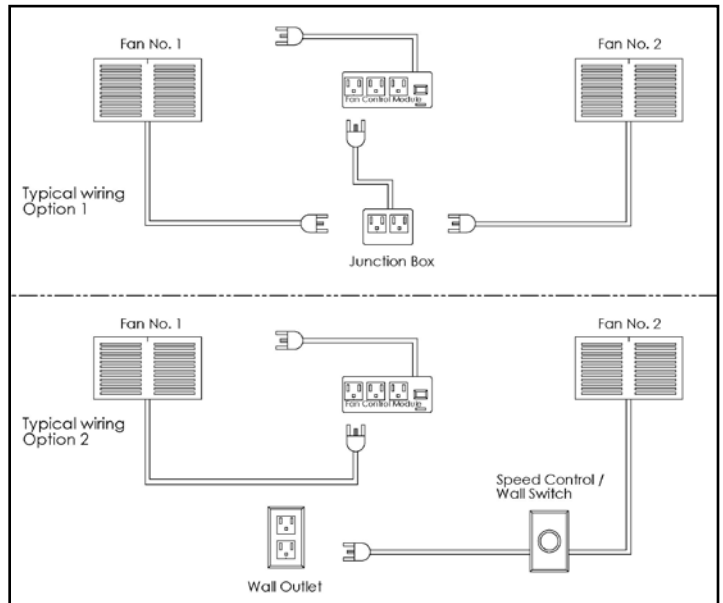 Fan No. 1
Fan No. 2
Fan Control Module
Typical wiring
Option 1
Junction Box
Fan No. 1
Fan No. 2
Fan Control Module
Typical wiring
Option 2
Speed Control /
Wall Switch
Wall Outlet